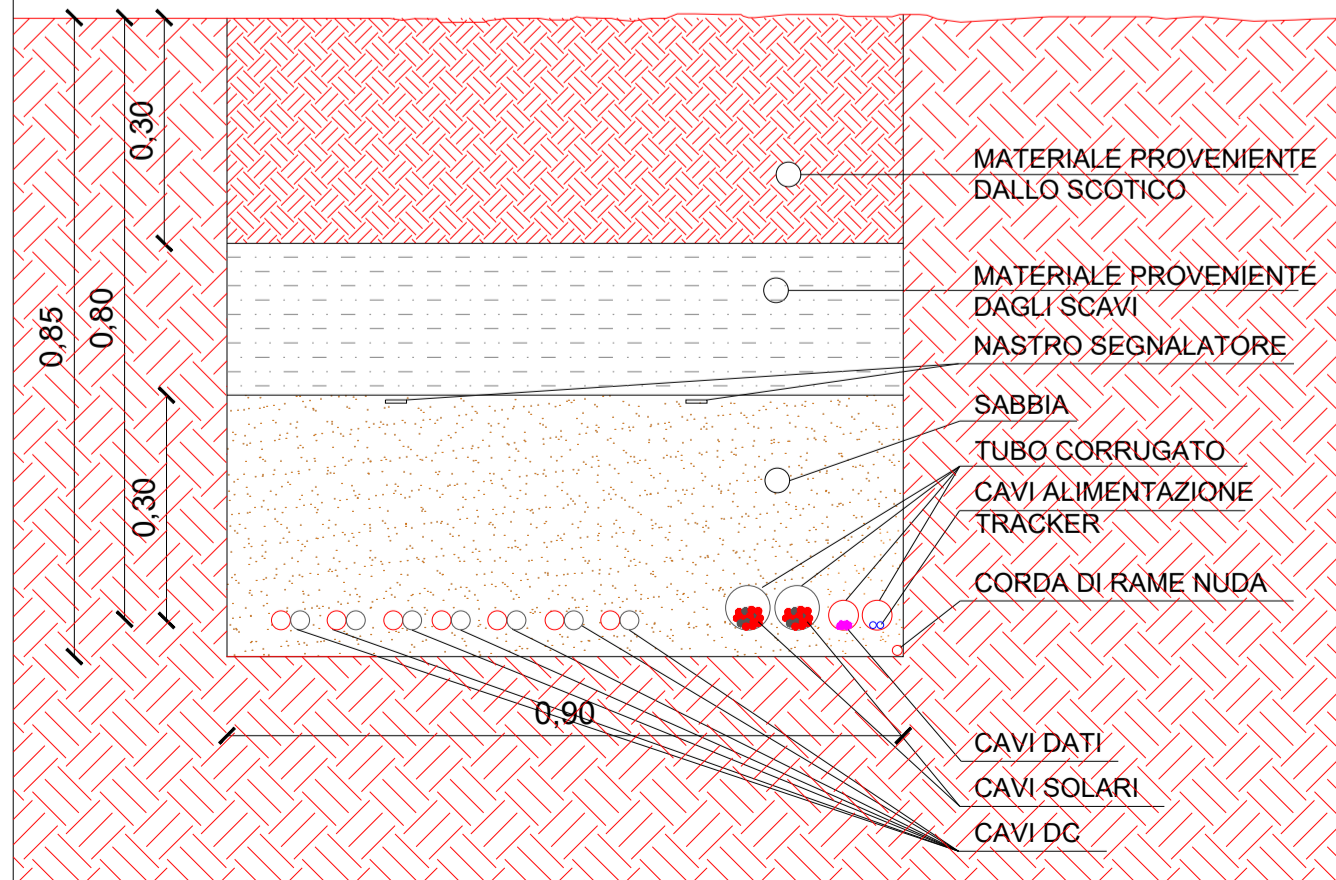 0,30
MATERIALE PROVENIENTE
DALLO SCOTICO
MATERIALE PROVENIENTE
DAGLI SCAVI
0,85
0,80
NASTRO SEGNALATORE
SABBIA
TUBO CORRUGATO
0,30
CAVI ALIMENTAZIONE
TRACKER
CORDA DI RAME NUDA
0,90
CAVI DATI
CAVI SOLARI
CAVI DC